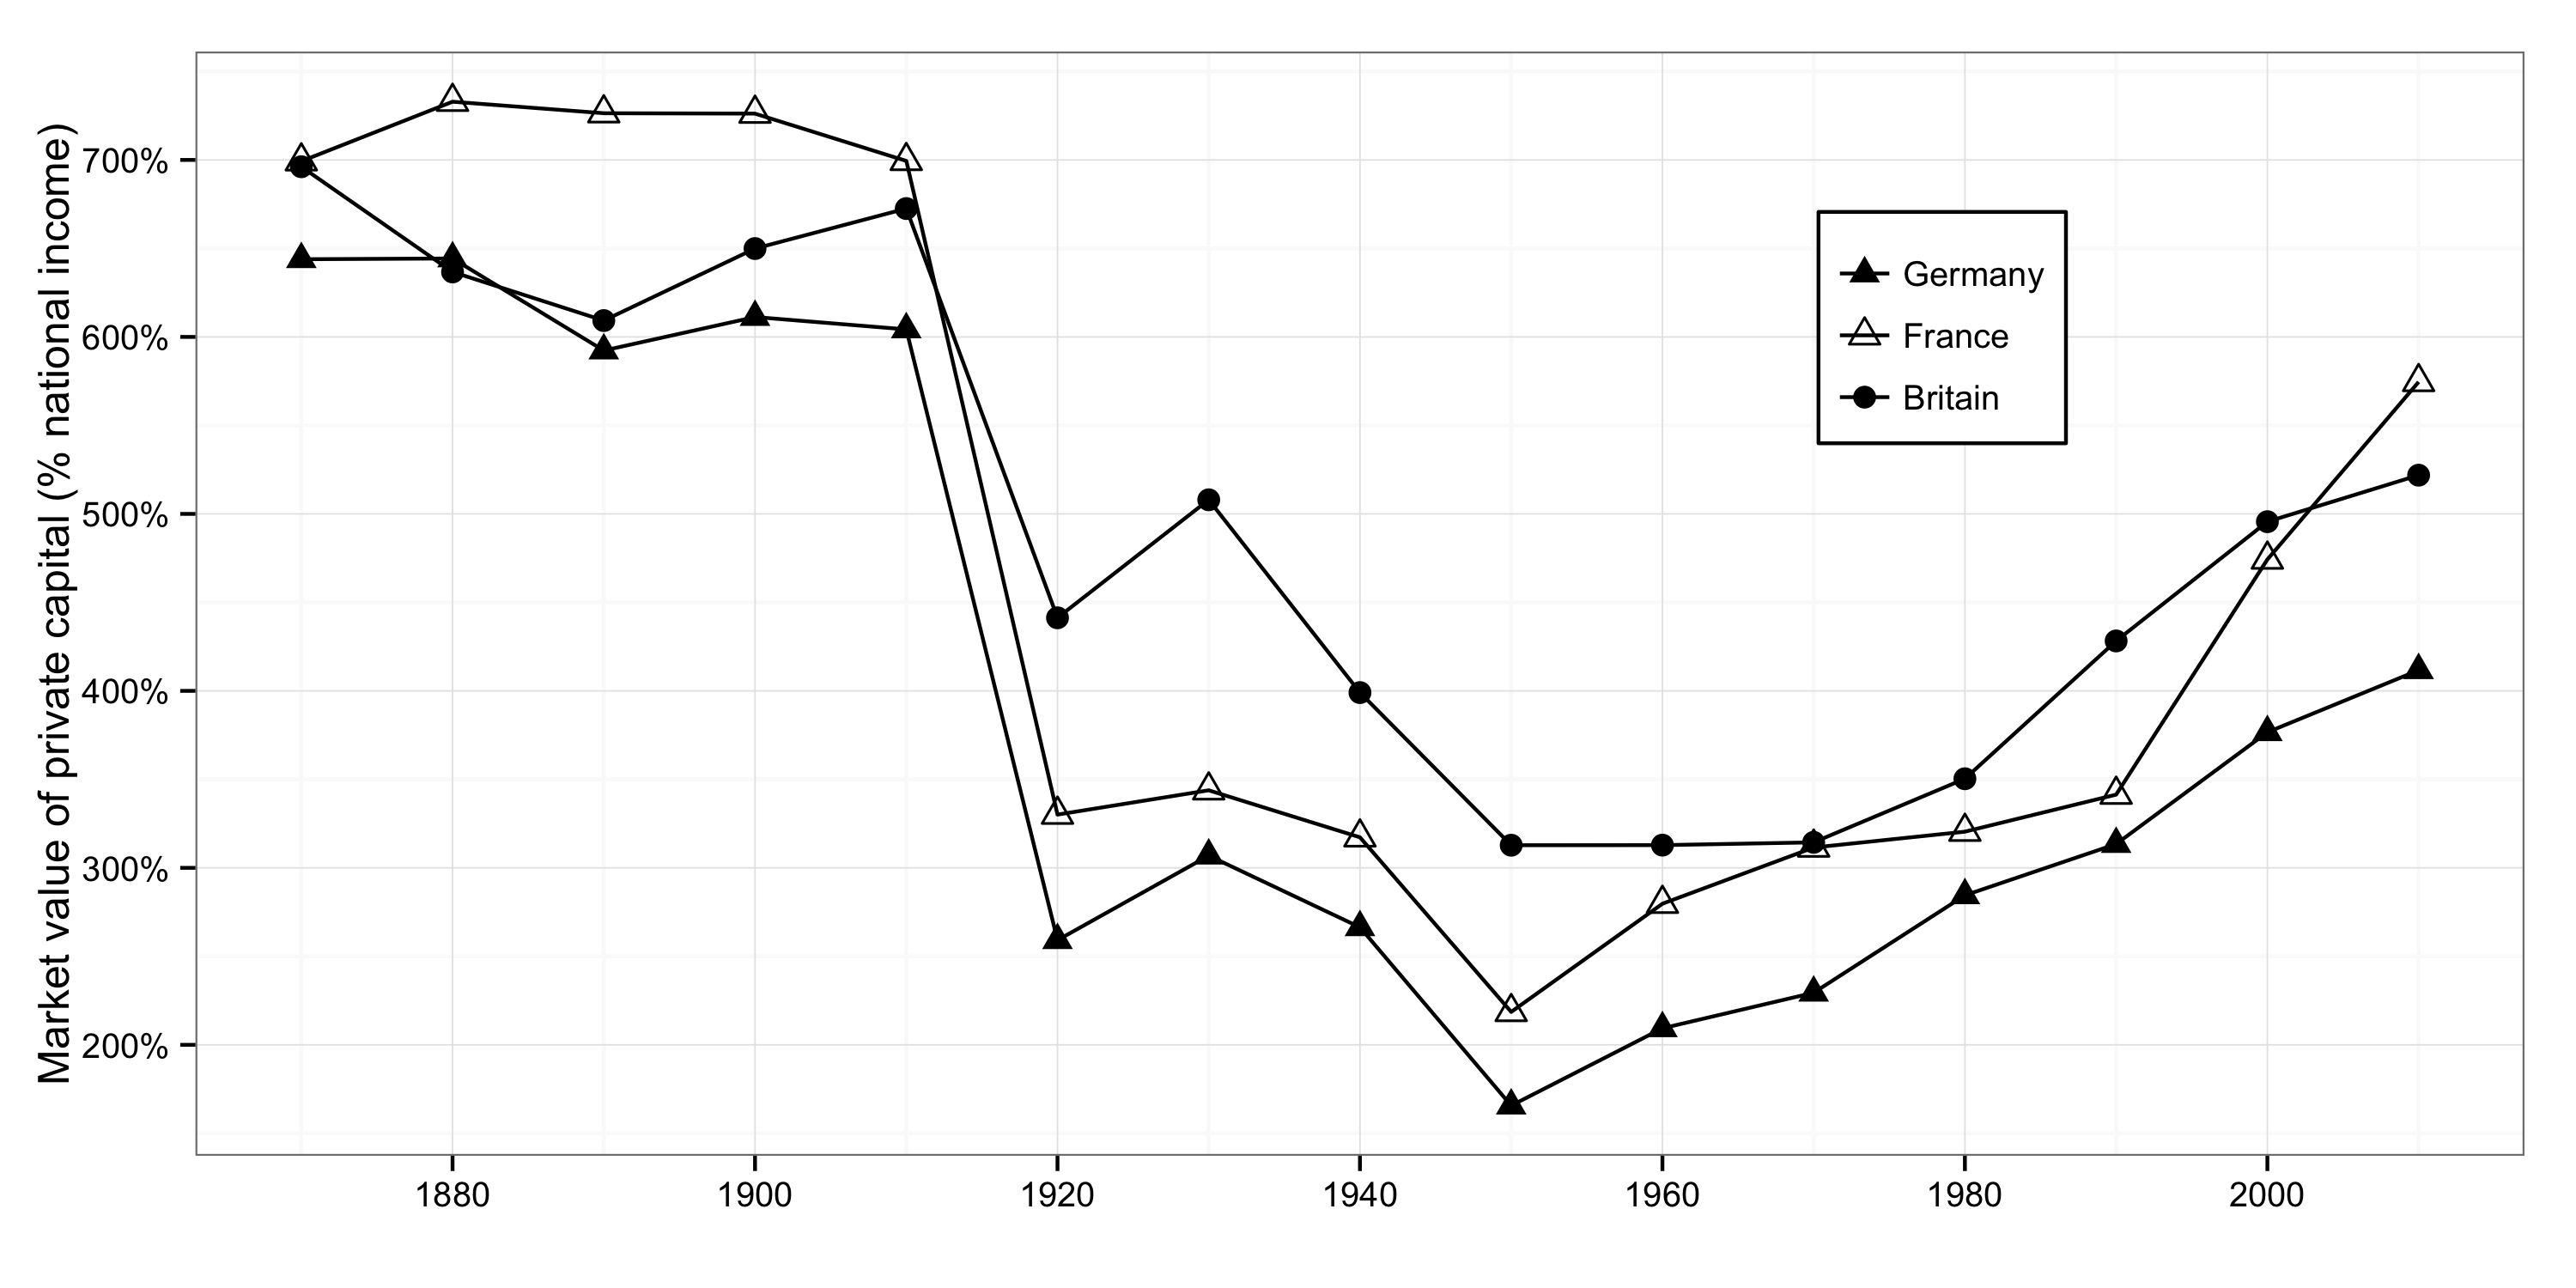 Market value of private capital (% national income)
700%
600%
500%
400%
300%
200%
Germany
France
Britain
1880 1900 1920 1940 1960 1980 2000